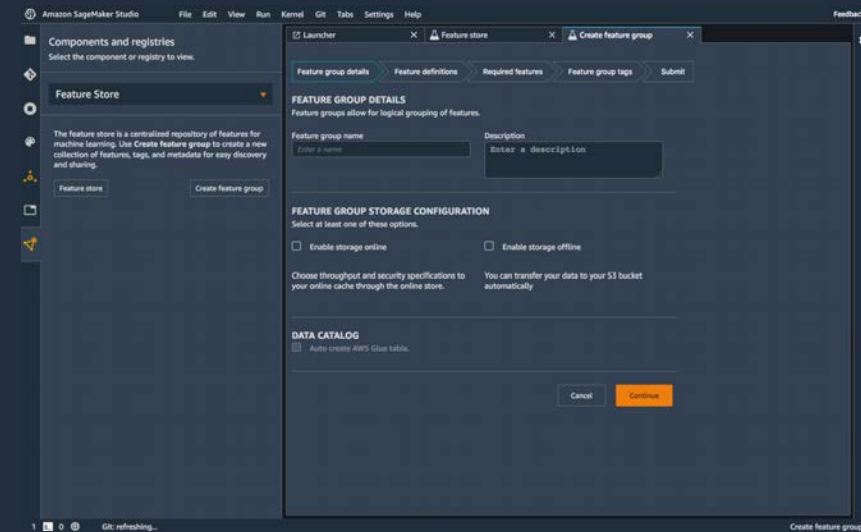 Amazon SageMaker Studio File Edit View Run Kernel Git Tabs Settings Help Feedback
Components and registries
Select the component or registry to view.
Feature Store
The feature store is a centralized repository of features for
machine learning. Use Create feature group to create a new
collection of features, tags, and metadata for easy discovery
and sharing.
Feature store Create feature group
Launcher Feature store Create feature group
Feature group details Feature definitions Required features Feature group tags Submit
FEATURE GROUP DETAILS
Feature groups allow for logical grouping of features.
Feature group name Description
Enter a name Enter a description
FEATURE GROUP STORAGE CONFIGURATION
Select at least one of these options.
Enable storage online Enable storage offline
Choose throughput and security specifications to You can transfer your data to your S3 bucket
your online cache through the online store. automatically
DATA CATALOG
Auto create AWS Glue table.
Cancel Continue
1 0 Git: refreshing... Create feature group